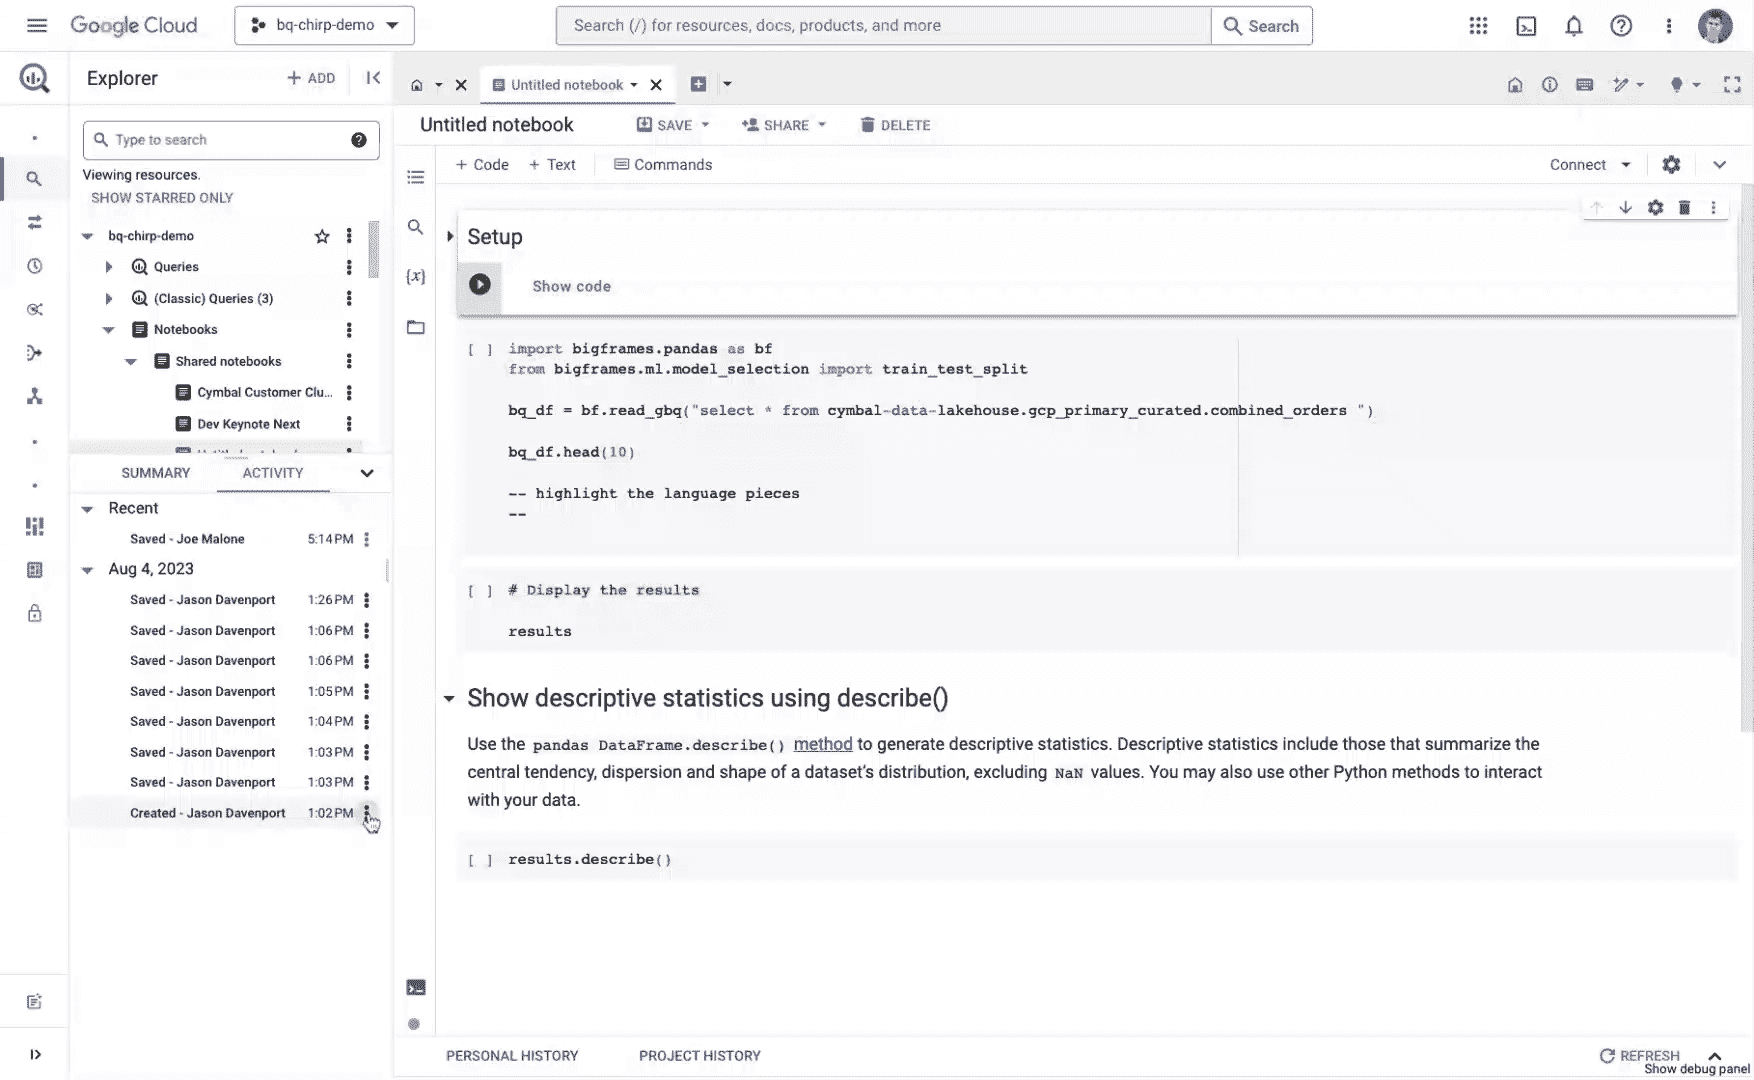 Google Cloud
bq-chirp-demo
Search (/) for resources, docs, products, and more
Search
Explorer
+ ADD
Untitled notebook
Type to search
Viewing resources.
SHOW STARRED ONLY
bq-chirp-demo
Queries
(Classic) Queries (3)
Notebooks
Shared notebooks
Cymbal Customer Clu...
Dev Keynote Next
SUMMARY
ACTIVITY
Recent
Saved - Joe Malone 5:14 PM
Aug 4, 2023
Saved - Jason Davenport 1:26 PM
Saved - Jason Davenport 1:06 PM
Saved - Jason Davenport 1:06 PM
Saved - Jason Davenport 1:05 PM
Saved - Jason Davenport 1:04 PM
Saved - Jason Davenport 1:03 PM
Saved - Jason Davenport 1:03 PM
Created - Jason Davenport 1:02 PM
Untitled notebook
SAVE
SHARE
DELETE
+ Code
+ Text
Commands
Connect
{x}
Setup
Show code
[ ] import bigframes.pandas as bf
from bigframes.ml.model_selection import train_test_split
bq_df = bf.read_gbq("select * from cymbal-data-lakehouse.gcp_primary_curated.combined_orders ")
bq_df.head(10)
-- highlight the language pieces
--
[ ] # Display the results
results
Show descriptive statistics using describe()
Use the pandas DataFrame.describe() method to generate descriptive statistics. Descriptive statistics include those that summarize the
central tendency, dispersion and shape of a dataset's distribution, excluding NaN values. You may also use other Python methods to interact
with your data.
[ ] results.describe()
PERSONAL HISTORY
PROJECT HISTORY
REFRESH
Show debug panel